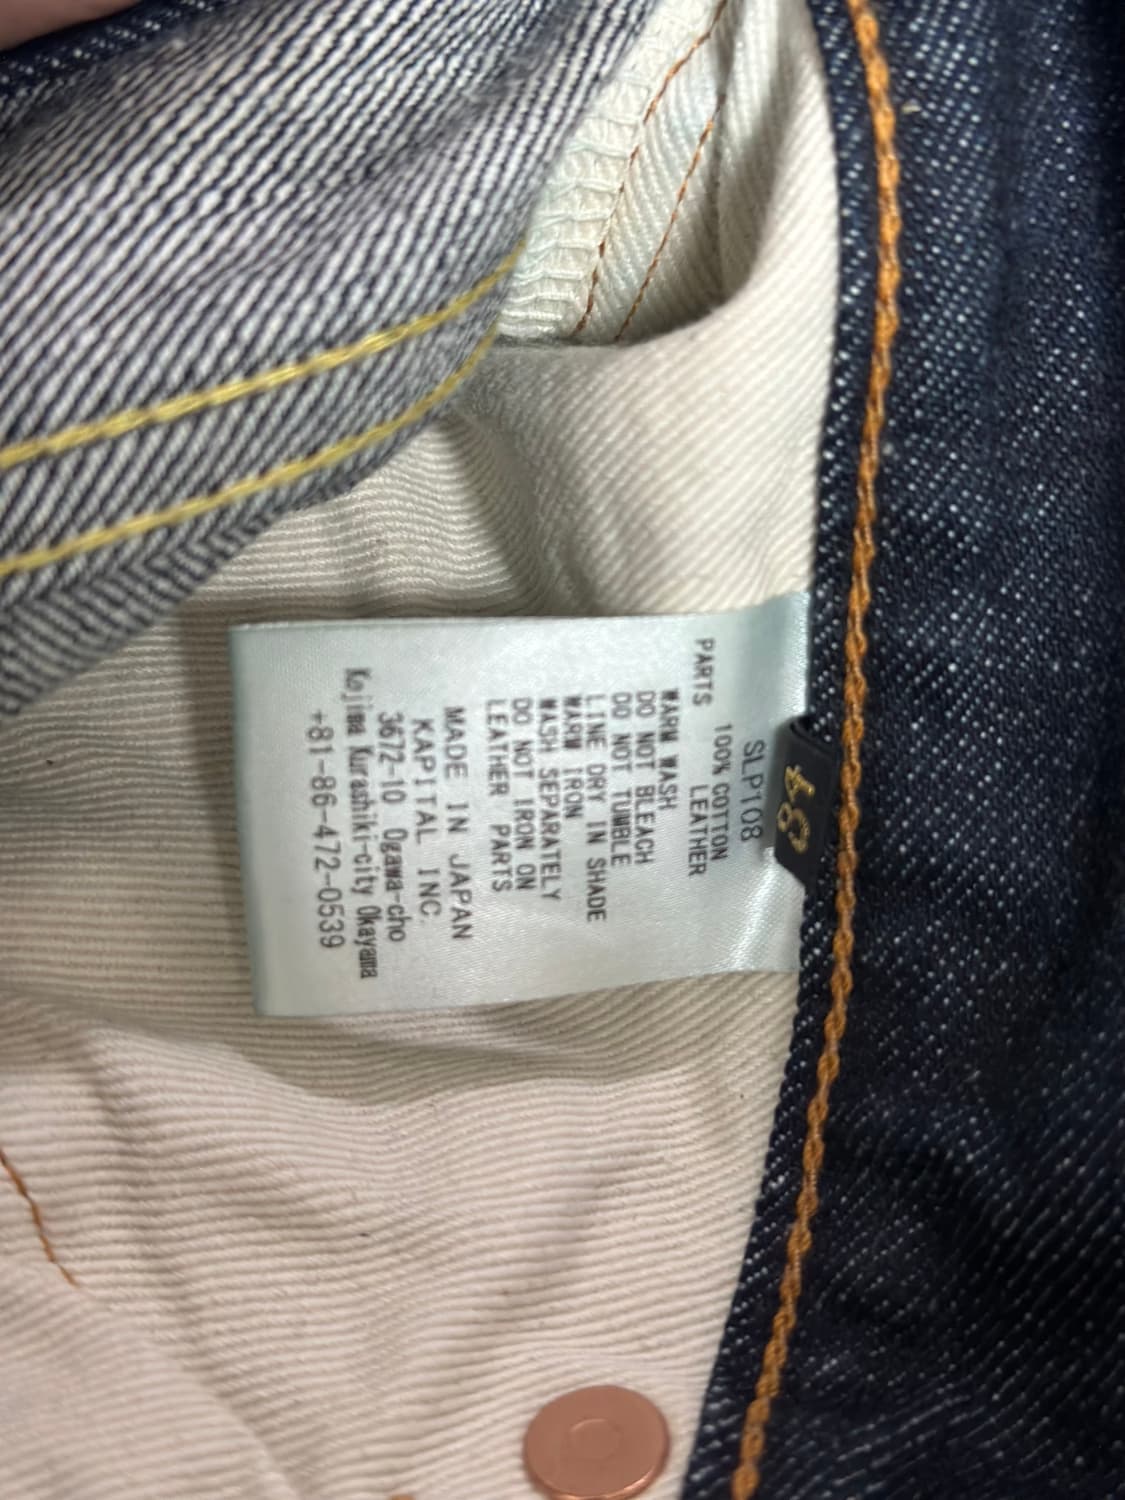 SLP108
100% COTTON
PARTS LEATHER
WARM WASH
DO NOT BLEACH
DO NOT TUMBLE
LINE DRY IN SHADE
WARM IRON
WASH SEPARATELY
DO NOT IRON ON
LEATHER PARTS
MADE IN JAPAN
KAPITAL INC.
3672-10 Ogawa-cho
Kojima Kurashiki-city Okayama
+81-86-472-0539